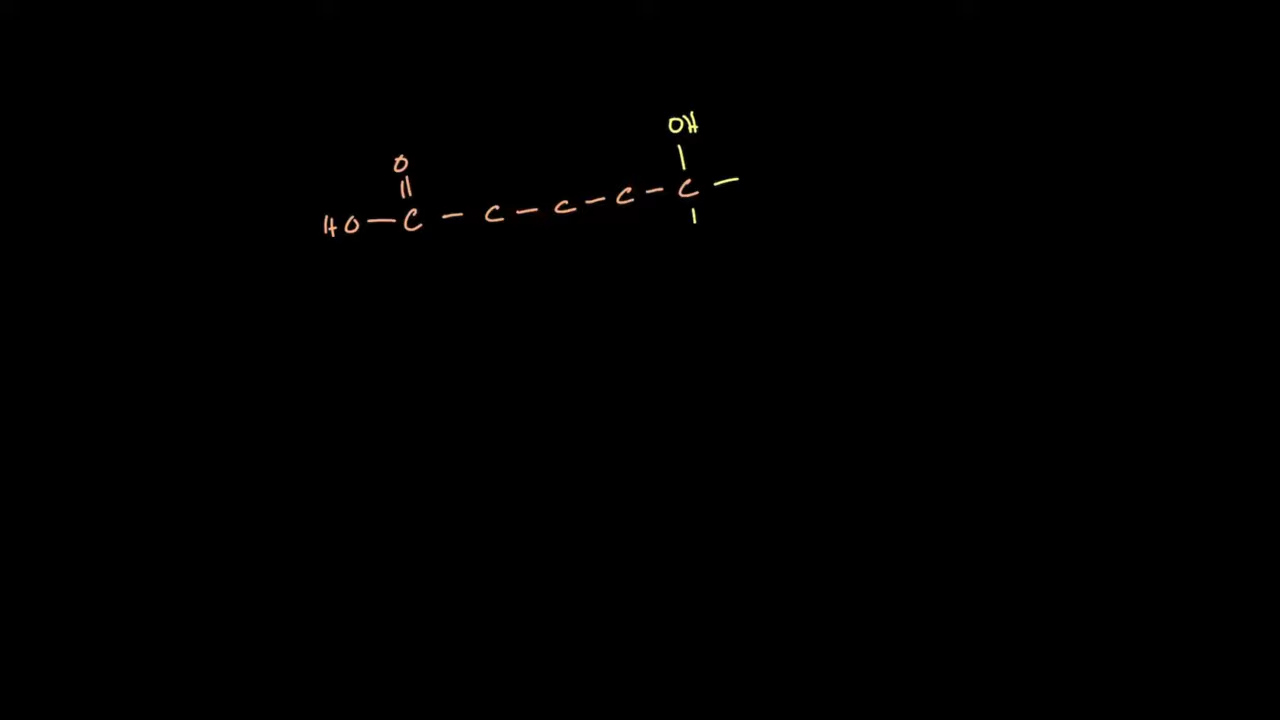 OH
O
HO — C — C — C — C — C —